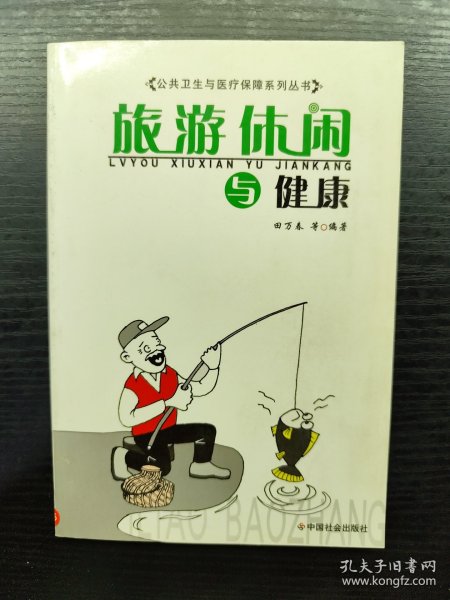 公共卫生与医疗保障系列丛书
旅游休闲
LVYOU XIUXIAN YU JIANKANG
与 健康
田万春 等 编著
BAOZHANG
中国社会出版社
孔夫子旧书网
www.kongfz.com